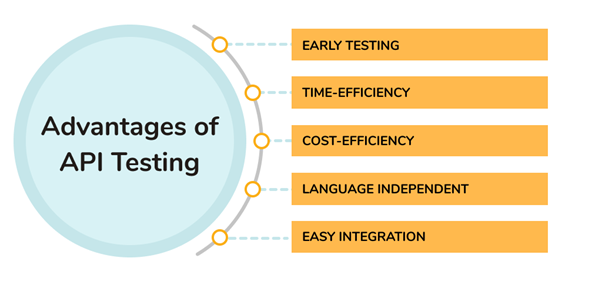 Advantages of
API Testing
EARLY TESTING
TIME-EFFICIENCY
COST-EFFICIENCY
LANGUAGE INDEPENDENT
EASY INTEGRATION